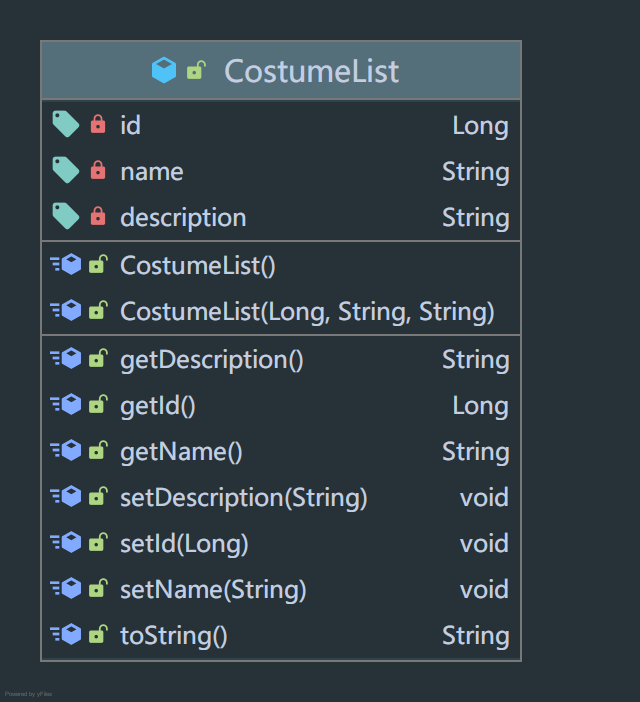 CostumeList
id Long
name String
description String
CostumeList()
CostumeList(Long, String, String)
getDescription() String
getId() Long
getName() String
setDescription(String) void
setId(Long) void
setName(String) void
toString() String
Powered by yFiles